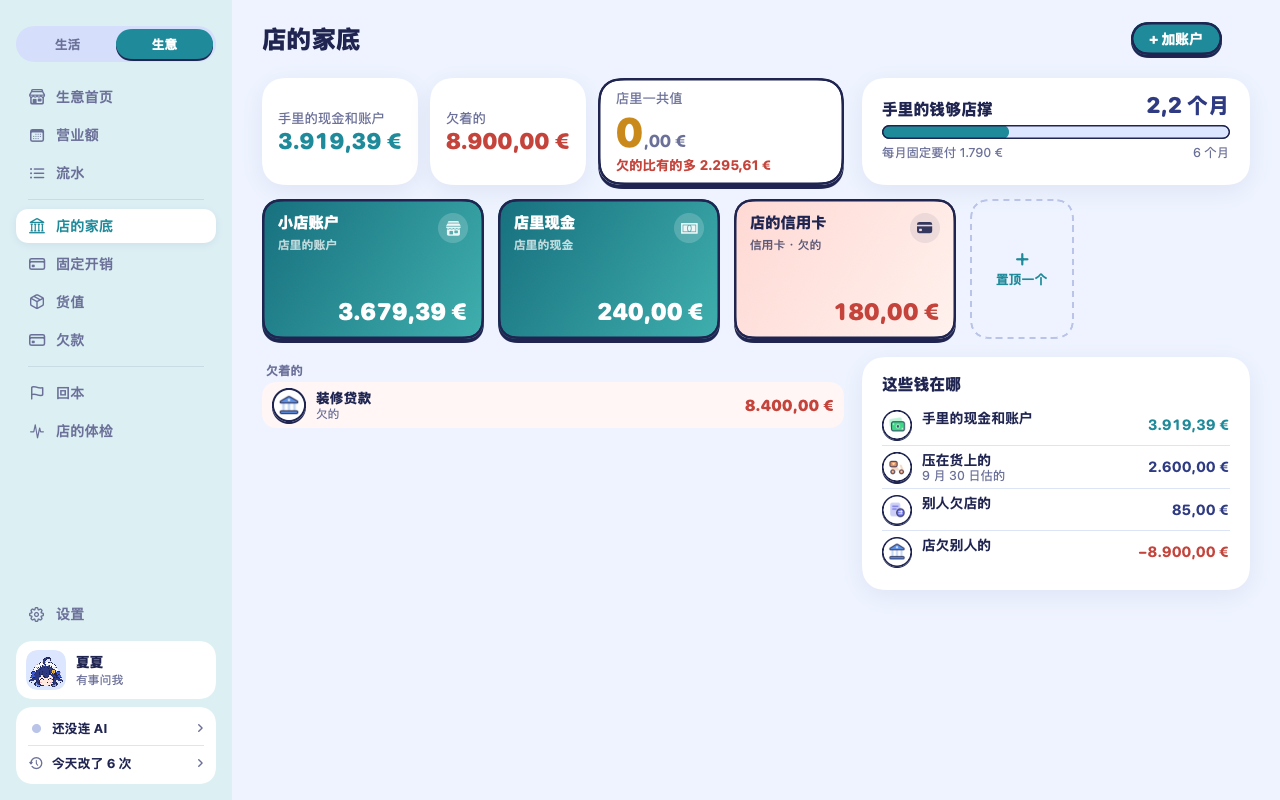 生活
生意
生意首页
营业额
流水
店的家底
固定开销
货值
欠款
回本
店的体检
设置
夏夏
有事问我
还没连 AI
今天改了 6 次
店的家底
+ 加账户
手里的现金和账户
3.919,39 €
欠着的
8.900,00 €
店里一共值
0,00 €
欠的比有的多 2.295,61 €
手里的钱够店撑
2,2 个月
每月固定要付 1.790 €
6 个月
小店账户
店里的账户
3.679,39 €
店里现金
店里的现金
240,00 €
店的信用卡
信用卡 · 欠的
180,00 €
+
置顶一个
欠着的
装修贷款
欠的
8.400,00 €
这些钱在哪
手里的现金和账户
3.919,39 €
压在货上的
9 月 30 日估的
2.600,00 €
别人欠店的
85,00 €
店欠别人的
−8.900,00 €